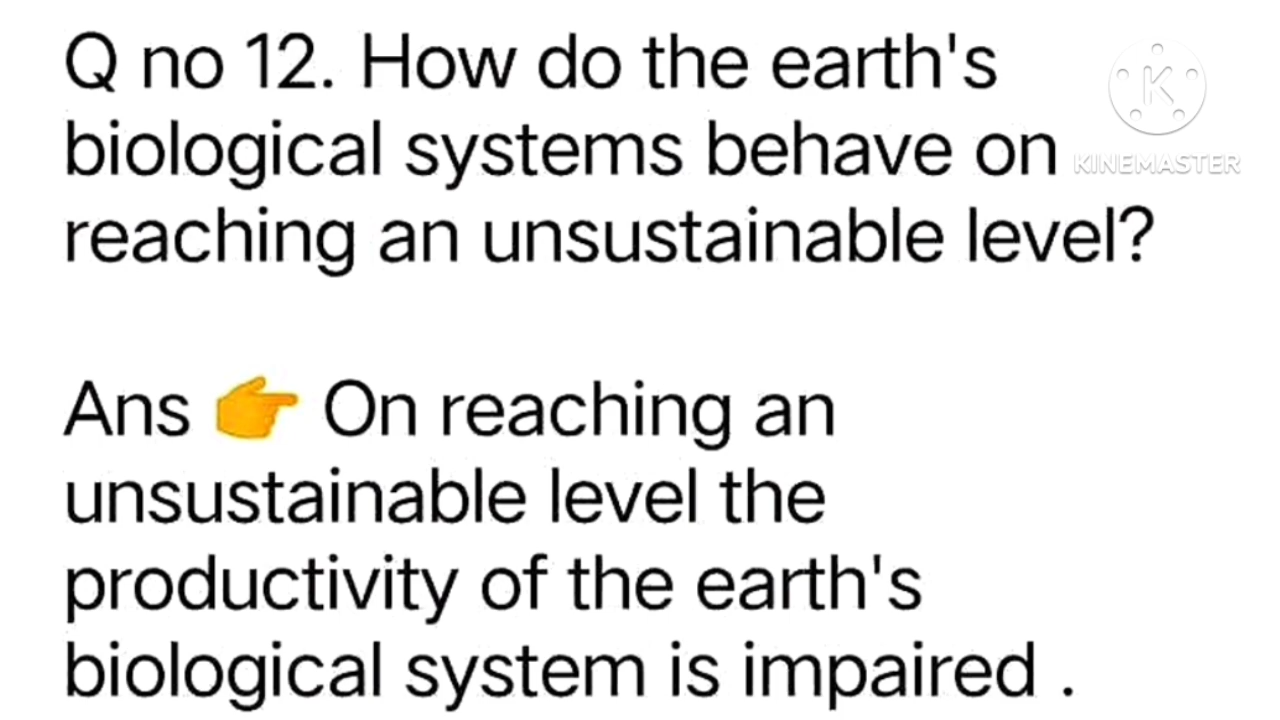 Q no 12. How do the earth's
biological systems behave on
KINEMASTER
reaching an unsustainable level?
Ans 👉 On reaching an
unsustainable level the
productivity of the earth's
biological system is impaired .